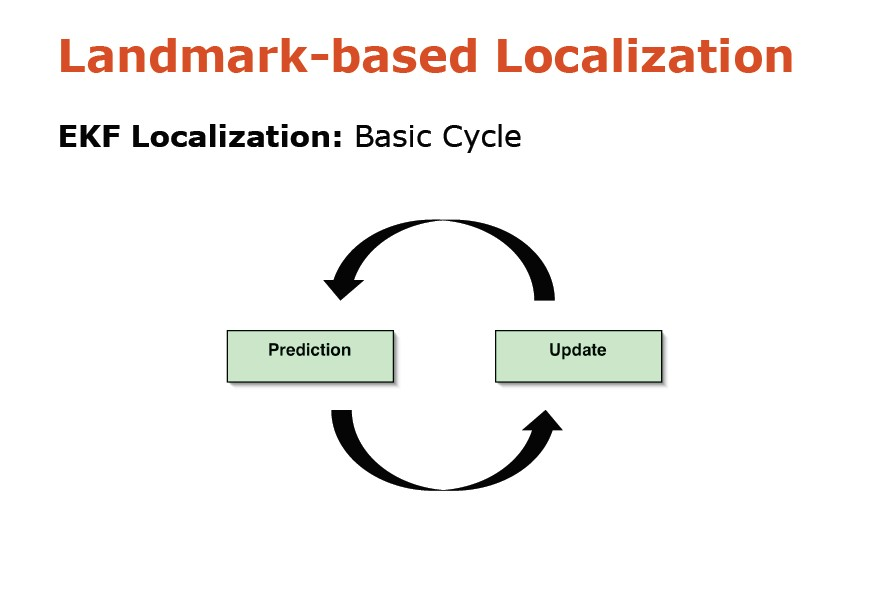 Landmark-based Localization
EKF Localization: Basic Cycle
Prediction
Update